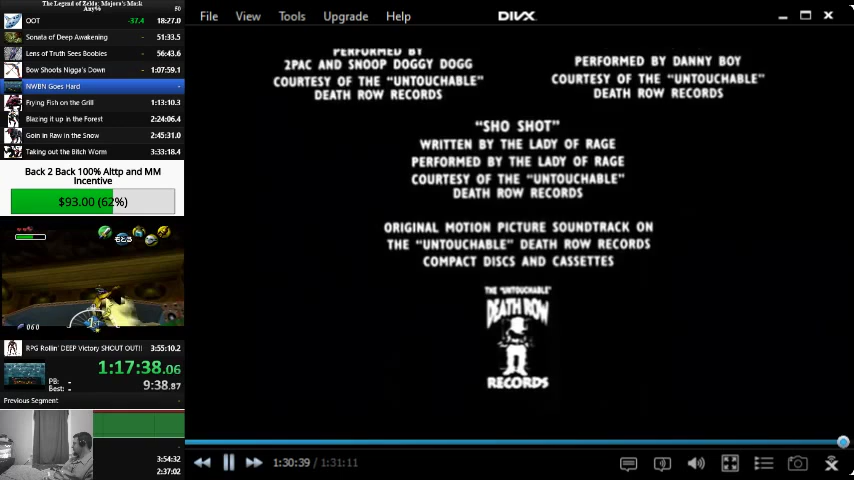 The Legend of Zelda: Majora's Mask
Any%
50
OOT -37.4 18:27.0
Sonata of Deep Awakening - 51:33.5
Lens of Truth Sees Boobies - 56:43.6
Bow Shoots Nigga's Down - 1:07:59.1
NWBN Goes Hard -
Frying Fish on the Grill 1:13:10.3
Blazing it up in the Forest 2:24:06.4
Goin in Raw in the Snow 2:45:31.0
Taking out the Bitch Worm 3:33:18.4
Back 2 Back 100% Alttp and MM
Incentive
$93.00 (62%)
060
RPG Rollin' DEEP Victory SHOUT OUT!! 3:55:10.2
1:17:38.06
PB: -
Best: -
9:38.87
Previous Segment -
-
3:54:32
2:37:02
File View Tools Upgrade Help
DIVX
PERFORMED BY
2PAC AND SNOOP DOGGY DOGG
COURTESY OF THE "UNTOUCHABLE"
DEATH ROW RECORDS
PERFORMED BY DANNY BOY
COURTESY OF THE "UNTOUCHABLE"
DEATH ROW RECORDS
"SHO SHOT"
WRITTEN BY THE LADY OF RAGE
PERFORMED BY THE LADY OF RAGE
COURTESY OF THE "UNTOUCHABLE"
DEATH ROW RECORDS
ORIGINAL MOTION PICTURE SOUNDTRACK ON
THE "UNTOUCHABLE" DEATH ROW RECORDS
COMPACT DISCS AND CASSETTES
THE "UNTOUCHABLE"
DEATH ROW
RECORDS
1:30:39 / 1:31:11